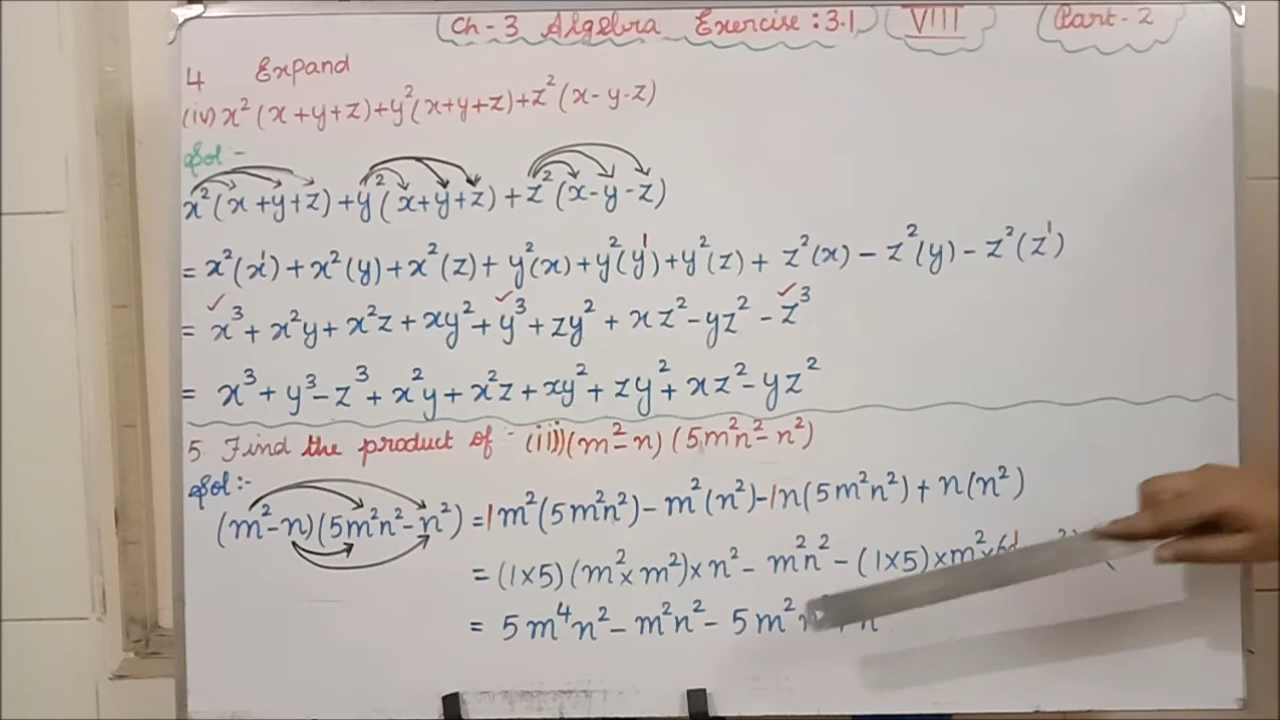 Ch-3 Algebra Exercise:3.1 VIII Part-2
4 Expand
(iv) x²(x+y+z)+y²(x+y+z)+z²(x-y-z)
Sol:-
x²(x+y+z)+y²(x+y+z)+z²(x-y-z)
= x²(x¹)+x²(y)+x²(z)+y²(x)+y²(y¹)+y²(z)+z²(x)-z²(y)-z²(z¹)
= x³+x²y+x²z+xy²+y³+zy²+xz²-yz²-z³
= x³+y³-z³+x²y+x²z+xy²+zy²+xz²-yz²
5 Find the product of (iii)(m²-n)(5m²n²-n²)
Sol:-
(m²-n)(5m²n²-n²) = 1m²(5m²n²)-m²(n²)-1n(5m²n²)+n(n²)
= (1×5)(m²×m²)×n²-m²n²-(1×5)×m²×
= 5m⁴n²-m²n²-5m²